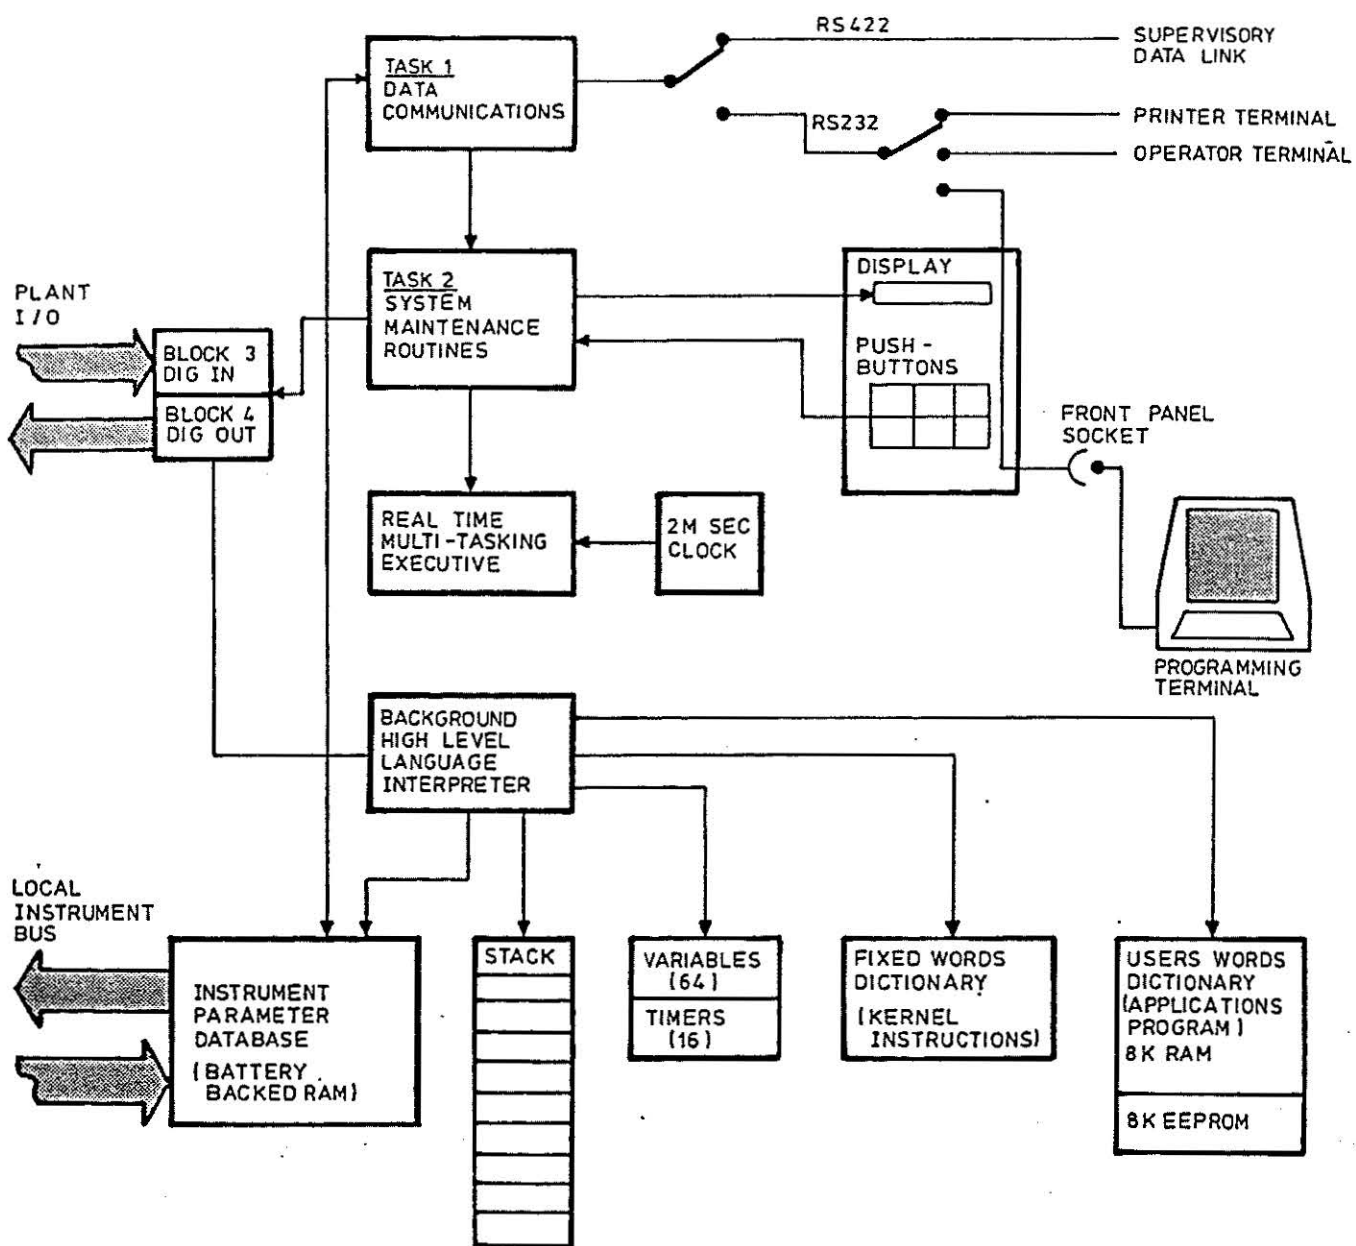 RS422
SUPERVISORY
DATA LINK
TASK 1
DATA
COMMUNICATIONS
RS232
PRINTER TERMINAL
OPERATOR TERMINAL
PLANT
I/O
TASK 2
SYSTEM
MAINTENANCE
ROUTINES
DISPLAY
PUSH-
BUTTONS
BLOCK 3
DIG IN
BLOCK 4
DIG OUT
FRONT PANEL
SOCKET
REAL TIME
MULTI-TASKING
EXECUTIVE
2M SEC
CLOCK
PROGRAMMING
TERMINAL
BACKGROUND
HIGH LEVEL
LANGUAGE
INTERPRETER
LOCAL
INSTRUMENT
BUS
INSTRUMENT
PARAMETER
DATABASE
(BATTERY
BACKED RAM)
STACK
VARIABLES
(64)
TIMERS
(16)
FIXED WORDS
DICTIONARY
(KERNEL
INSTRUCTIONS)
USERS WORDS
DICTIONARY
(APPLICATIONS
PROGRAM)
8K RAM
8K EEPROM